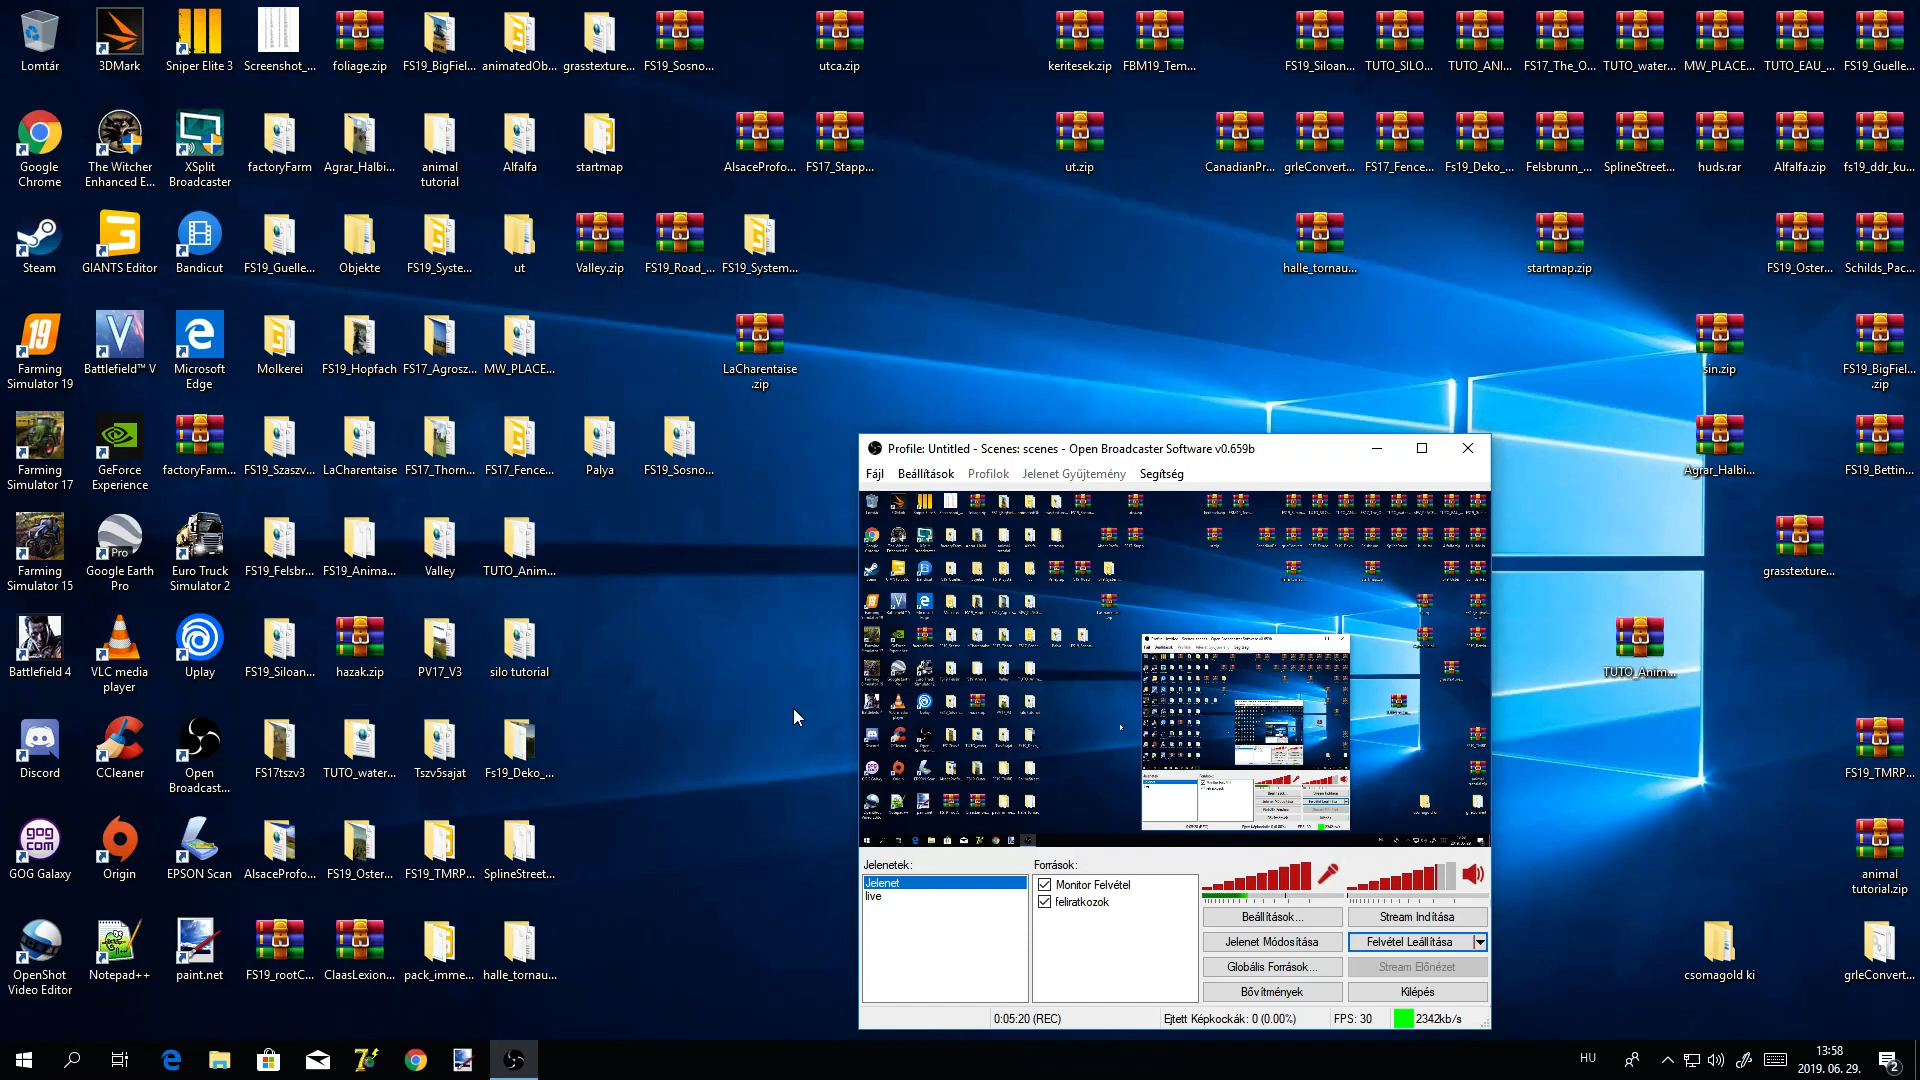 Lomtár
3DMark
Sniper Elite 3
Screenshot_...
foliage.zip
FS19_BigFiel...
animatedOb...
grasstexture...
FS19_Sosno...
utca.zip
keritesek.zip
FBM19_Tem...
FS19_Siloan...
TUTO_SILO...
TUTO_ANI...
FS17_The_O...
TUTO_water...
MW_PLACE...
TUTO_EAU_...
FS19_Guelle...
Google Chrome
The Witcher Enhanced E...
XSplit Broadcaster
factoryFarm
Agrar_Halbi...
animal tutorial
Alfalfa
startmap
AlsaceProfo...
FS17_Stapp...
ut.zip
CanadianPr...
grleConvert...
FS17_Fence...
Fs19_Deko_...
Felsbrunn_...
SplineStreet...
huds.rar
Alfalfa.zip
fs19_ddr_ku...
Steam
GIANTS Editor
Bandicut
FS19_Guelle...
Objekte
FS19_Syste...
ut
Valley.zip
FS19_Road_...
FS19_System...
halle_tornau...
startmap.zip
FS19_Oster...
Schilds_Pac...
Farming Simulator 19
Battlefield™ V
Microsoft Edge
Molkerei
FS19_Hopfach
FS17_Agrosz...
MW_PLACE...
LaCharentaise.zip
sin.zip
FS19_BigFiel....zip
Farming Simulator 17
GeForce Experience
factoryFarm...
FS19_Szaszv...
LaCharentaise
FS17_Thorn...
FS17_Fence...
Palya
FS19_Sosno...
Agrar_Halbi...
FS19_Bettin...
Farming Simulator 15
Google Earth Pro
Euro Truck Simulator 2
FS19_Felsbr...
FS19_Anima...
Valley
TUTO_Anim...
grasstexture...
Battlefield 4
VLC media player
Uplay
FS19_Siloan...
hazak.zip
PV17_V3
silo tutorial
TUTO_Anim...
Discord
CCleaner
Open Broadcast...
FS17tszv3
TUTO_water...
Tszv5sajat
Fs19_Deko_...
FS19_TMRP...
GOG Galaxy
Origin
EPSON Scan
AlsaceProfo...
FS19_Oster...
FS19_TMRP...
SplineStreet...
animal tutorial.zip
OpenShot Video Editor
Notepad++
paint.net
FS19_rootC...
ClaasLexion...
pack_imme...
halle_tornau...
csomagold ki
grleConvert...
Profile: Untitled - Scenes: scenes - Open Broadcaster Software v0.659b
Fájl Beállítások Profilok Jelenet Gyűjtemény Segítség
Jelenetek:
Jelenet
live
Források:
Monitor Felvétel
feliratkozok
Beállítások...
Stream Indítása
Jelenet Módosítása
Felvétel Leállítása
Globális Források...
Stream Előnézet
Bővítmények
Kilépés
0:05:20 (REC)
Ejtett Képkockák: 0 (0.00%)
FPS: 30
2342kb/s
HU
13:58
2019. 06. 29.
2